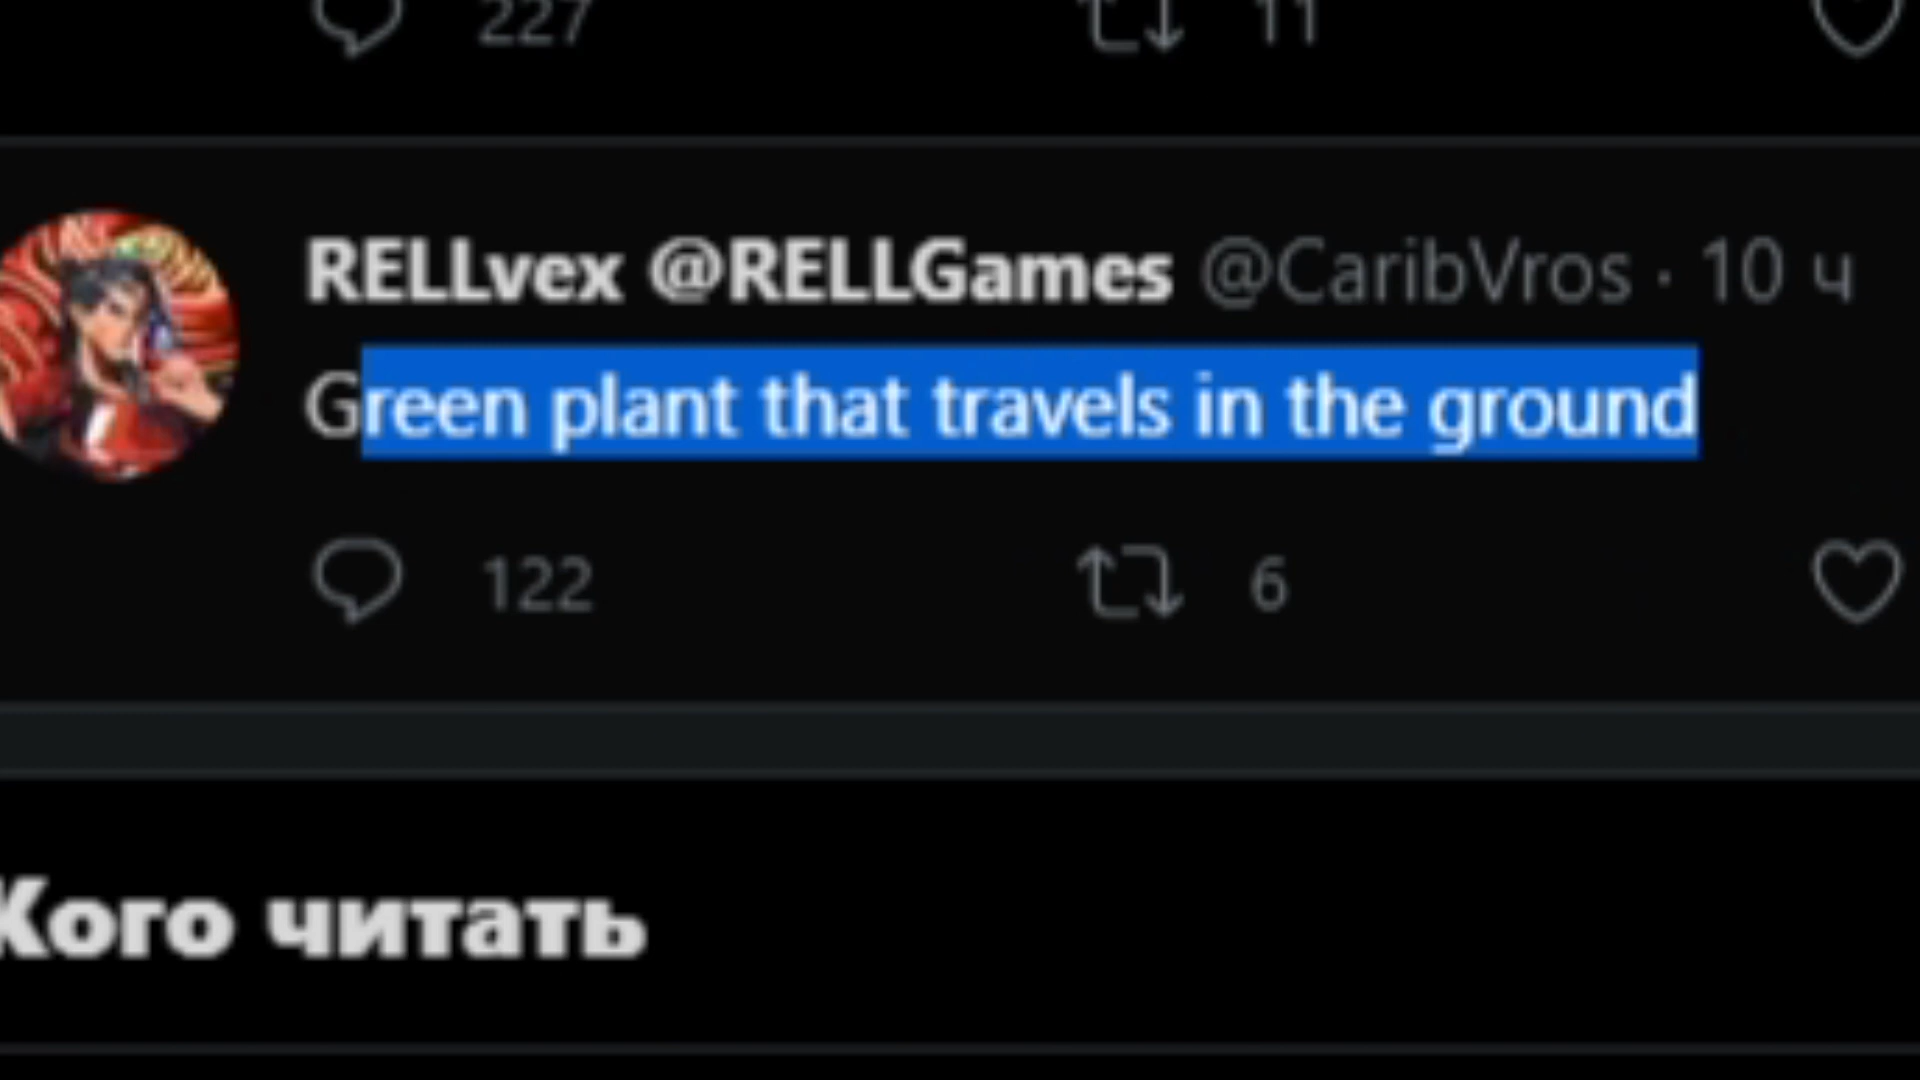 227 11
RELLvex @RELLGames @CaribVros · 10 ч
Green plant that travels in the ground
122 6
Кого читать